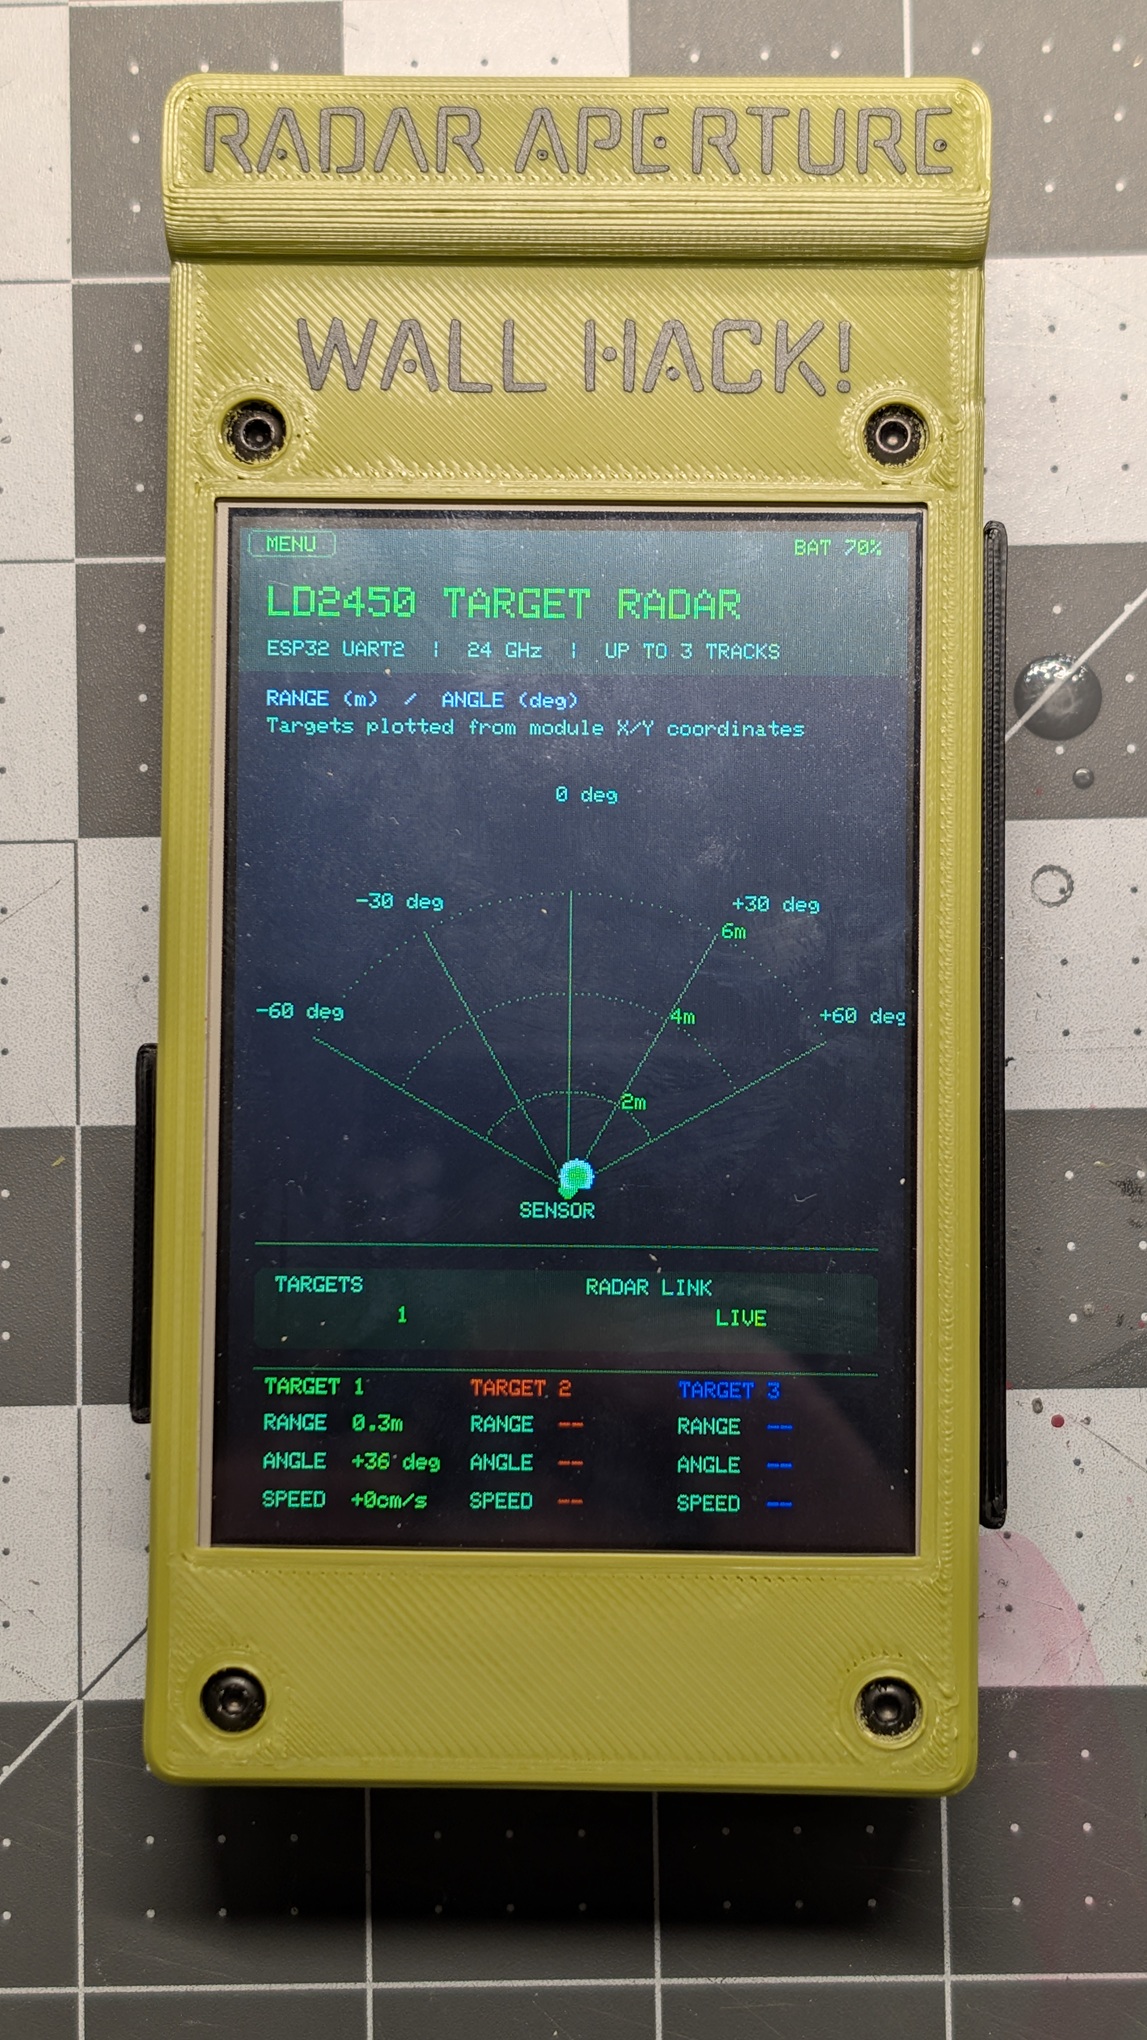 RADAR APERTURE
WALL HACK!
MENU
BAT 70%
LD2450 TARGET RADAR
ESP32 UART2 | 24 GHz | UP TO 3 TRACKS
RANGE (m) / ANGLE (deg)
Targets plotted from module X/Y coordinates
0 deg
-30 deg
+30 deg
6m
-60 deg
4m
+60 deg
2m
SENSOR
TARGETS RADAR LINK
1 LIVE
TARGET 1 TARGET 2 TARGET 3
RANGE 0.3m RANGE -- RANGE --
ANGLE +36 deg ANGLE -- ANGLE --
SPEED +0cm/s SPEED -- SPEED --